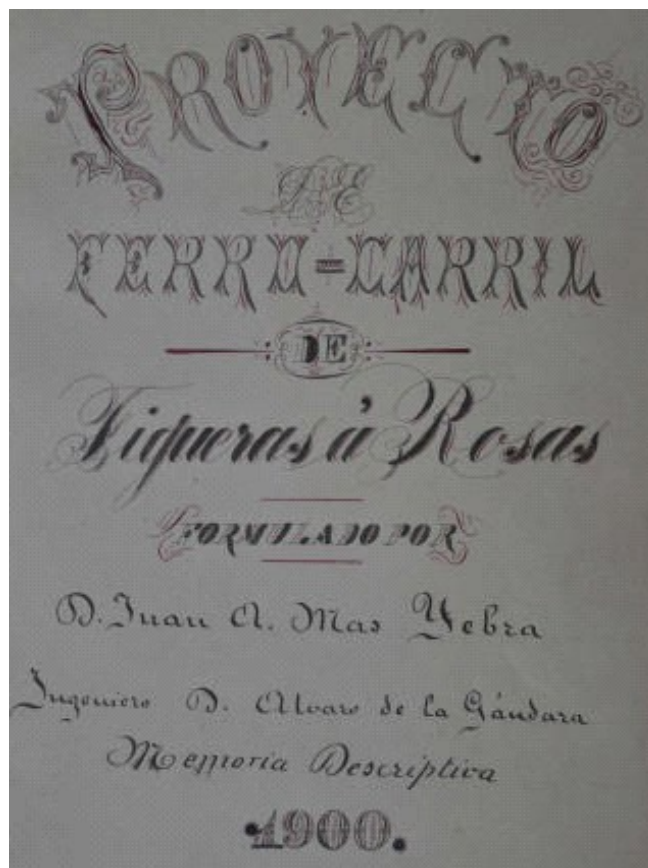 PROYECTO
DE
FERRO=CARRIL
DE
Figueras á Rosas
FORMULADO POR
D. Juan A. Mas Yebra
Ingeniero D. Alvaro de la Gándara
Memoria Descriptiva
1900.